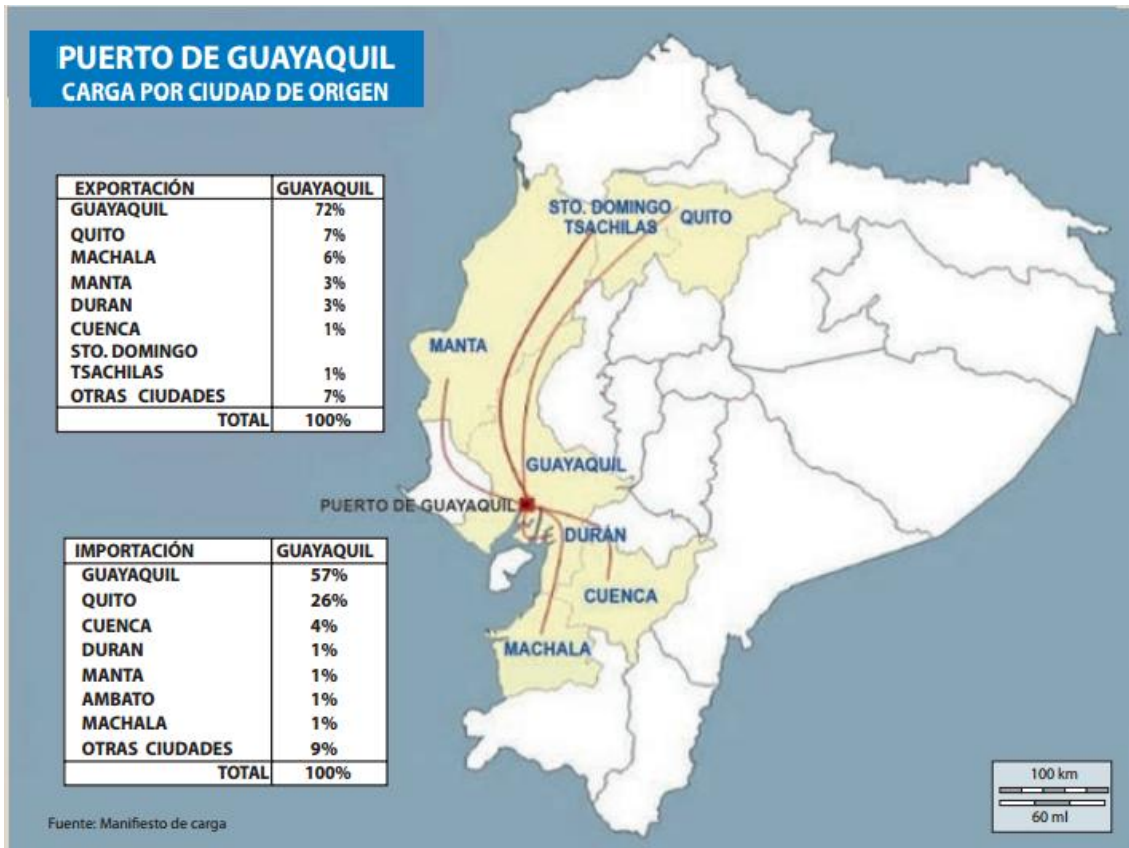 PUERTO DE GUAYAQUIL
CARGA POR CIUDAD DE ORIGEN
EXPORTACIÓN GUAYAQUIL
GUAYAQUIL 72%
QUITO 7%
MACHALA 6%
MANTA 3%
DURAN 3%
CUENCA 1%
STO. DOMINGO
TSACHILAS 1%
OTRAS CIUDADES 7%
TOTAL 100%
IMPORTACIÓN GUAYAQUIL
GUAYAQUIL 57%
QUITO 26%
CUENCA 4%
DURAN 1%
MANTA 1%
AMBATO 1%
MACHALA 1%
OTRAS CIUDADES 9%
TOTAL 100%
Fuente: Manifiesto de carga
STO. DOMINGO
TSACHILAS
QUITO
MANTA
GUAYAQUIL
PUERTO DE GUAYAQUIL
DURÁN
CUENCA
MACHALA
100 km
60 ml